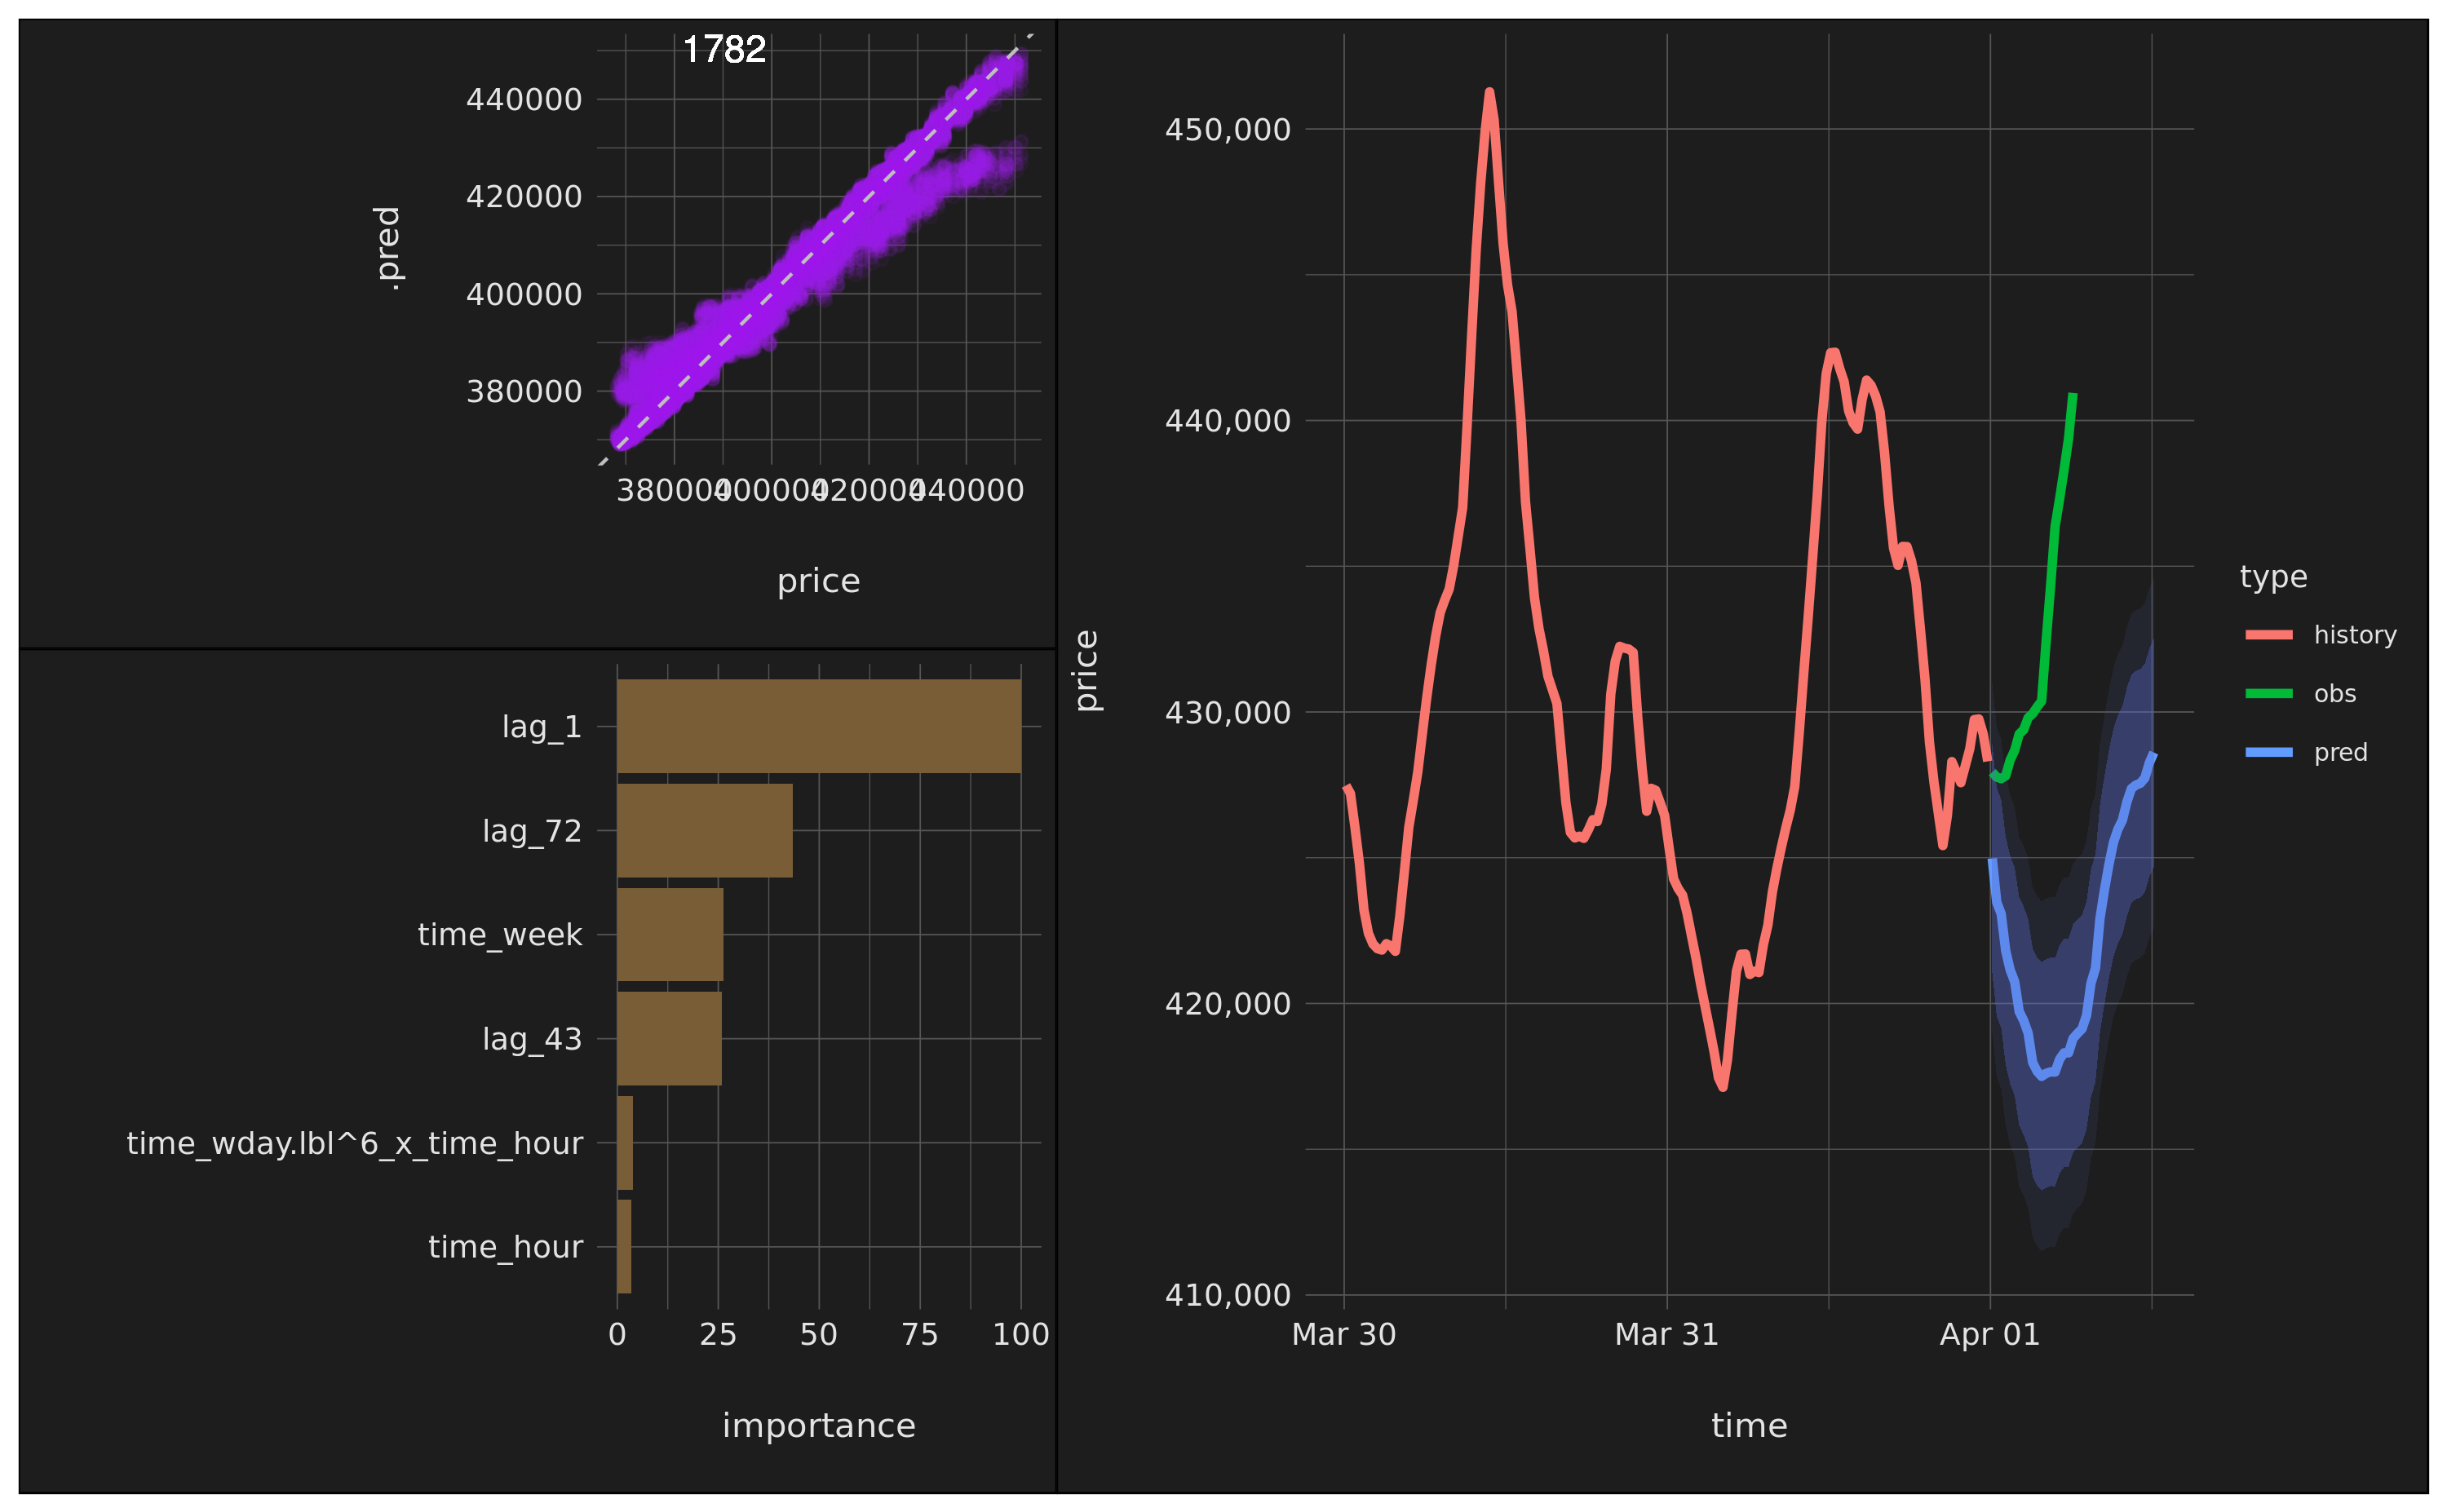 1782
440000
420000
400000
380000
.pred
380000 400000 420000 440000
price
lag_1
lag_72
time_week
lag_43
time_wday.lbl^6_x_time_hour
time_hour
0 25 50 75 100
importance
450,000
440,000
430,000
420,000
410,000
price
Mar 30 Mar 31 Apr 01
time
type
history
obs
pred